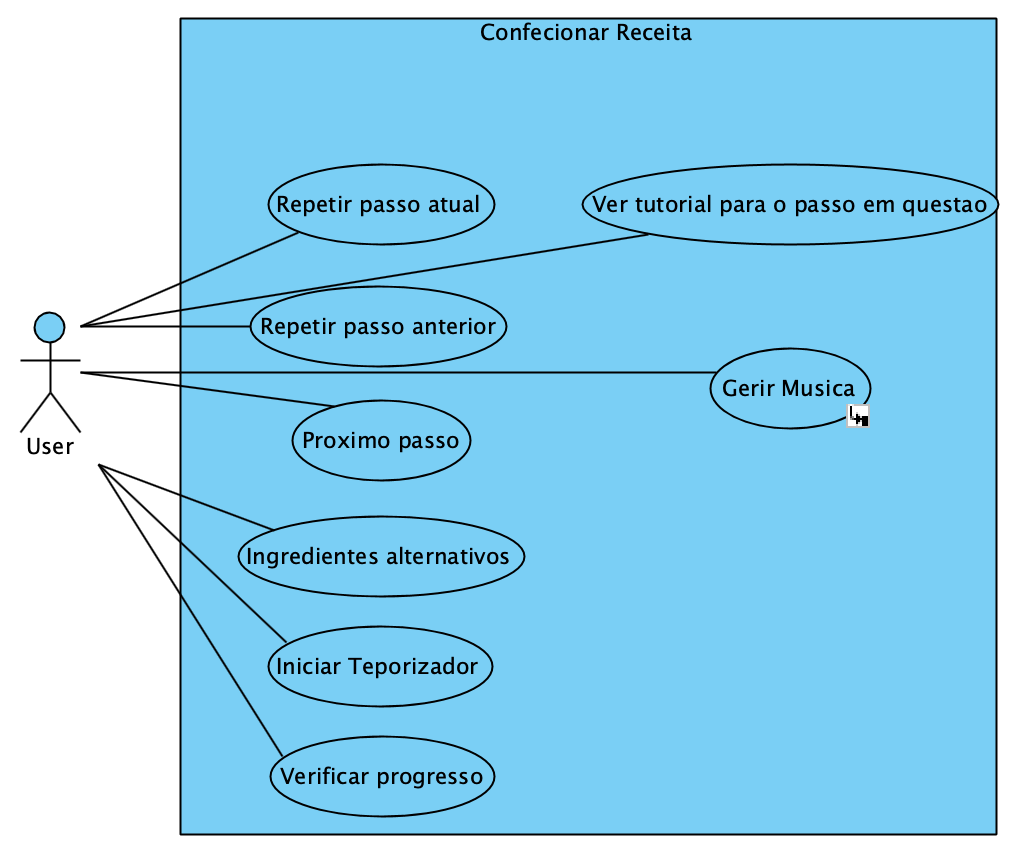 Confecionar Receita
Repetir passo atual
Ver tutorial para o passo em questao
Repetir passo anterior
Gerir Musica
User
Proximo passo
Ingredientes alternativos
Iniciar Teporizador
Verificar progresso